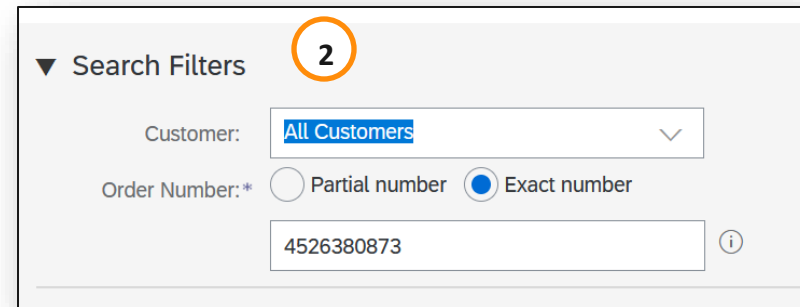 ▼ Search Filters
2
Customer: All Customers
Order Number:* Partial number Exact number
4526380873